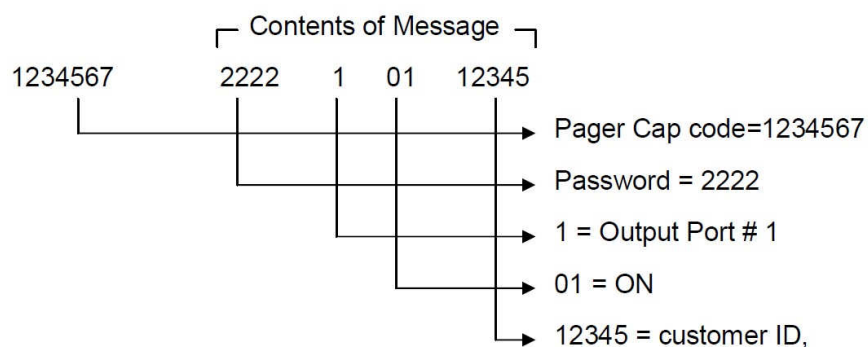 Contents of Message
1234567 2222 1 01 12345
Pager Cap code=1234567
Password = 2222
1 = Output Port # 1
01 = ON
12345 = customer ID,